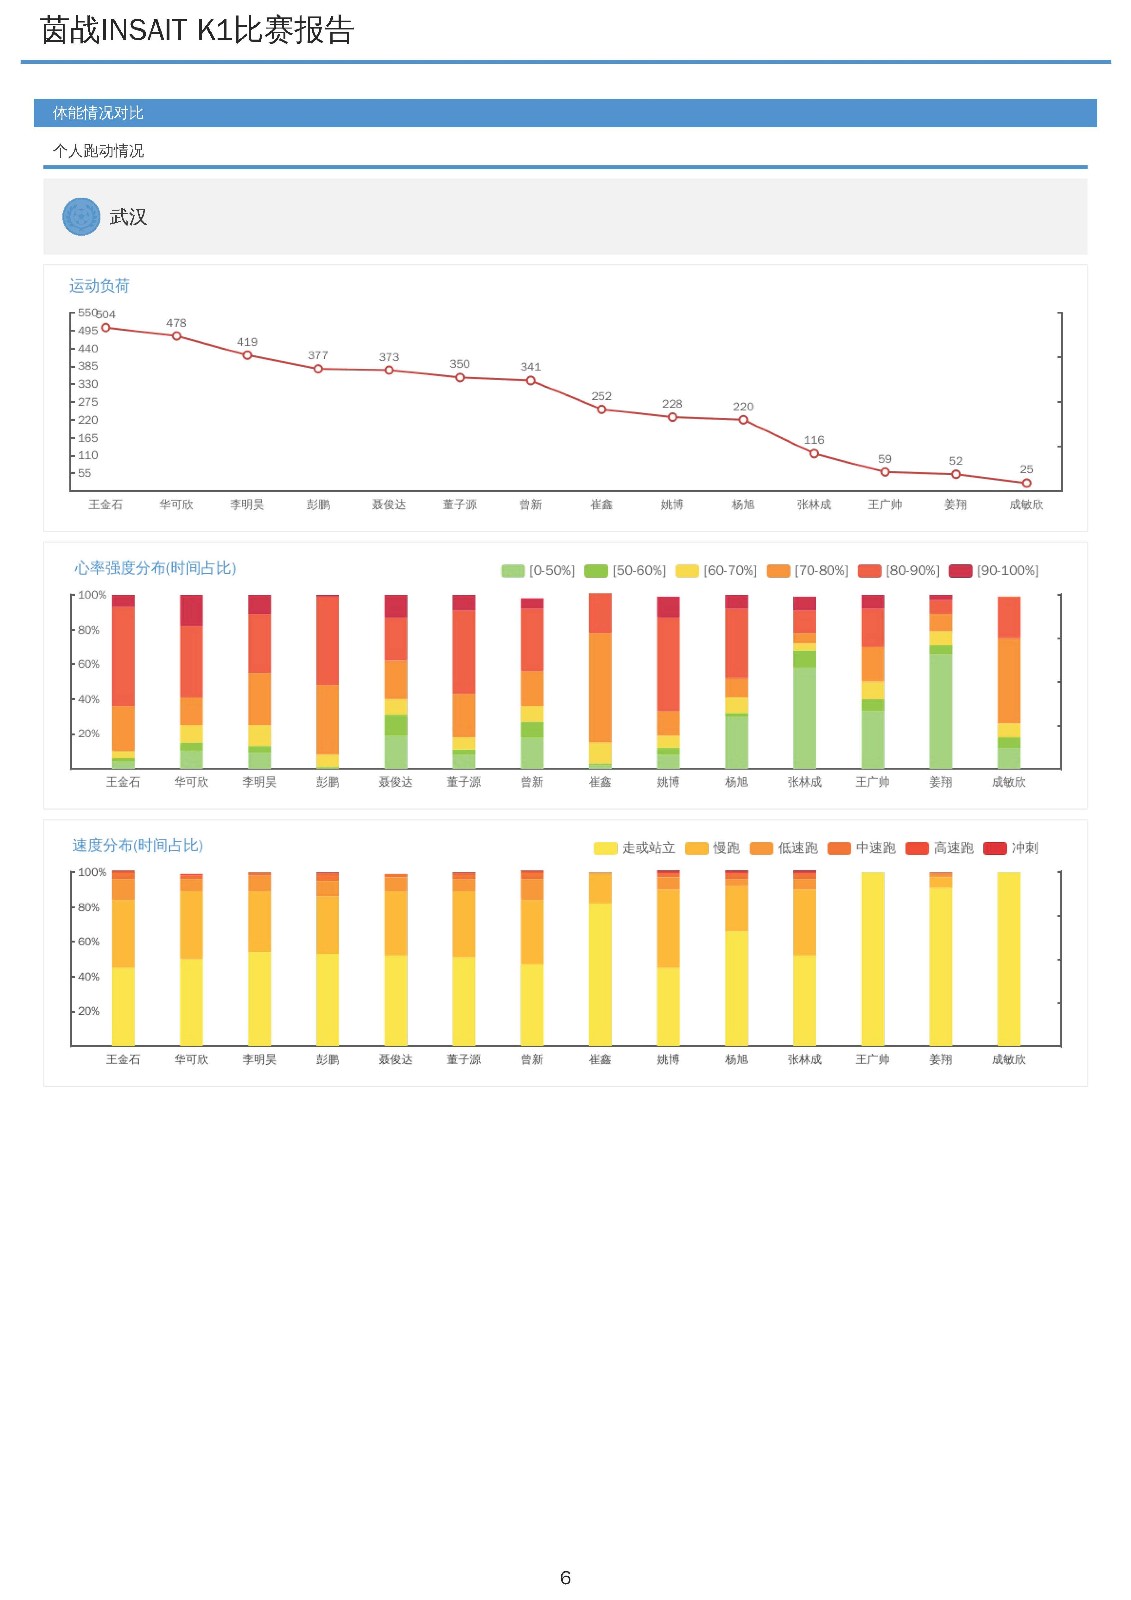 茵战INSAIT K1比赛报告
体能情况对比
个人跑动情况
武汉
运动负荷
550
495
440
385
330
275
220
165
110
55
504
478
419
377
373
350
341
252
228
220
116
59
52
25
王金石 华可欣 李明昊 彭鹏 聂俊达 董子源 曾新 崔鑫 姚博 杨旭 张林成 王广帅 姜翔 成敏欣
心率强度分布(时间占比)
[0-50%] [50-60%] [60-70%] [70-80%] [80-90%] [90-100%]
100%
80%
60%
40%
20%
王金石 华可欣 李明昊 彭鹏 聂俊达 董子源 曾新 崔鑫 姚博 杨旭 张林成 王广帅 姜翔 成敏欣
速度分布(时间占比)
走或站立 慢跑 低速跑 中速跑 高速跑 冲刺
100%
80%
60%
40%
20%
王金石 华可欣 李明昊 彭鹏 聂俊达 董子源 曾新 崔鑫 姚博 杨旭 张林成 王广帅 姜翔 成敏欣
6